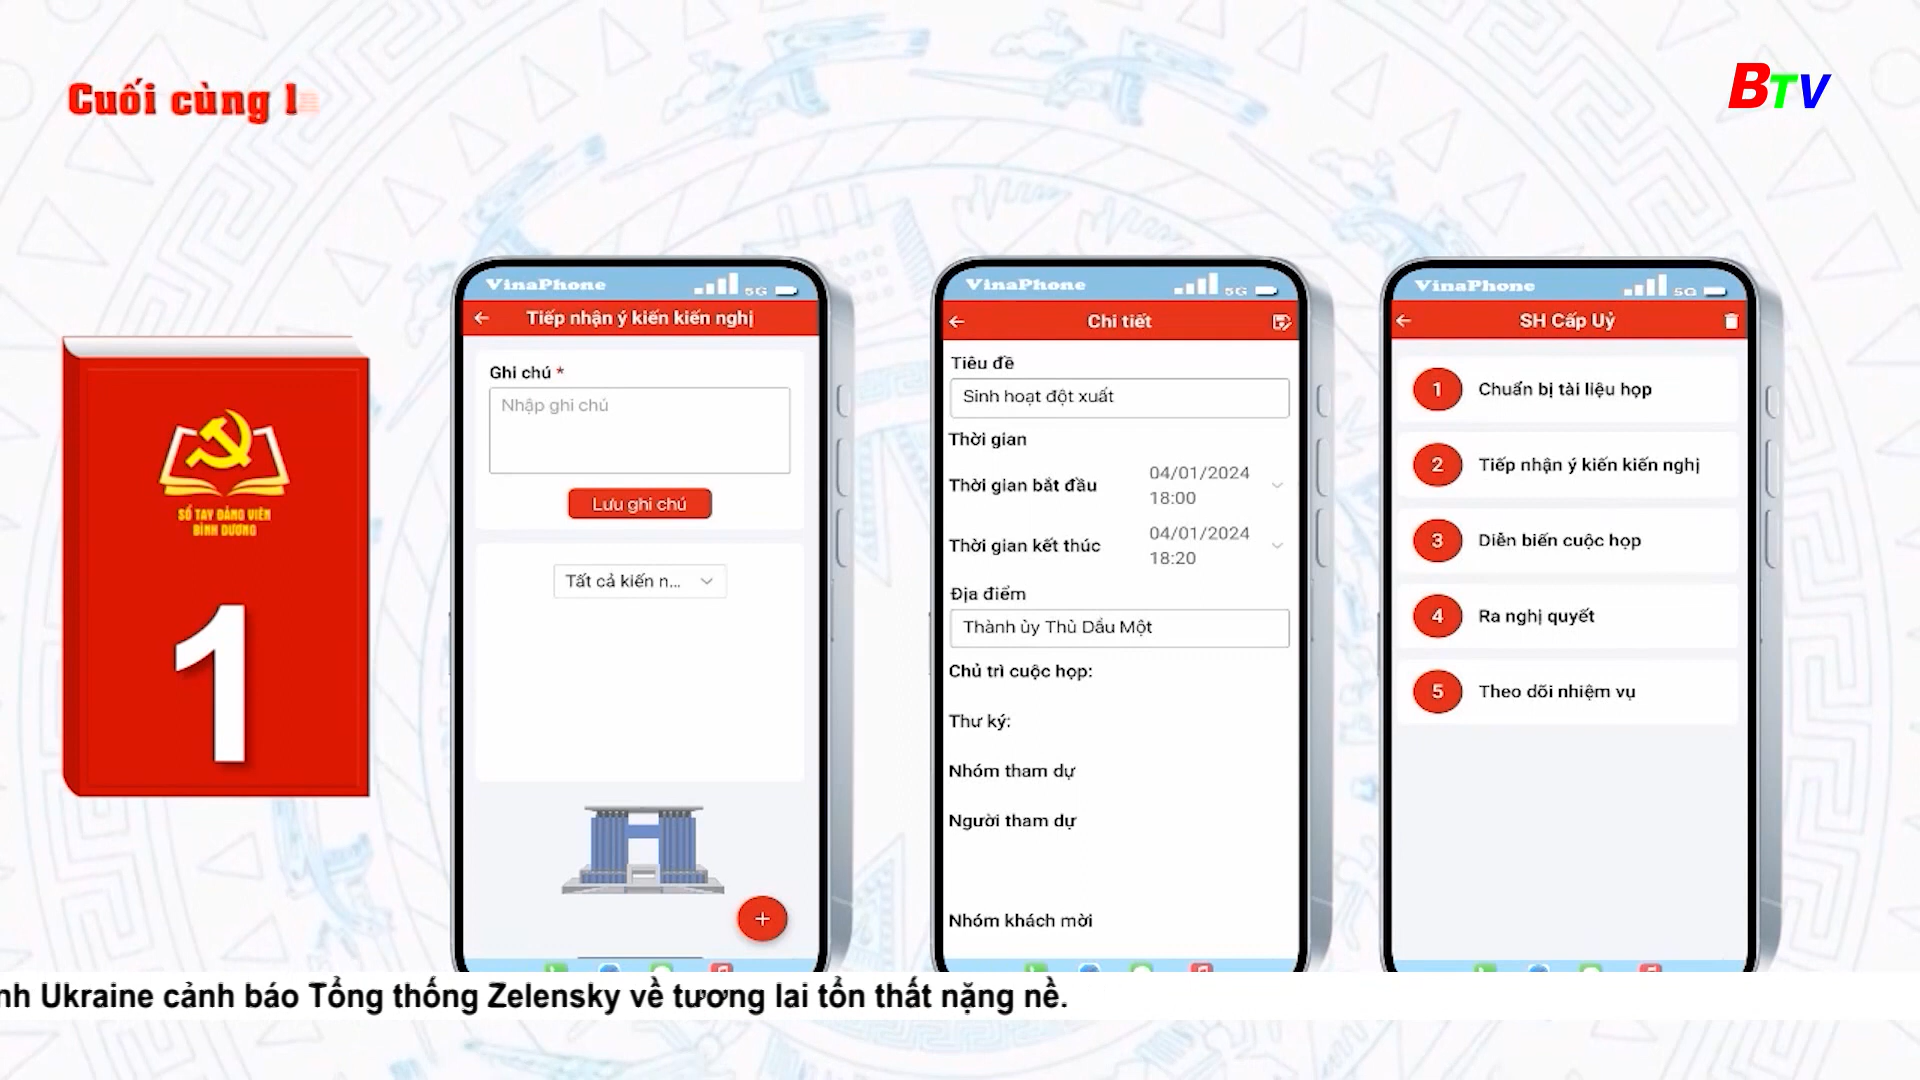 Cuối cùng l
BTV
SỔ TAY ĐẢNG VIÊN
BÌNH DƯƠNG
1
VinaPhone 5G
Tiếp nhận ý kiến kiến nghị
Ghi chú *
Nhập ghi chú
Lưu ghi chú
Tất cả kiến n...
+
VinaPhone 5G
Chi tiết
Tiêu đề
Sinh hoạt đột xuất
Thời gian
Thời gian bắt đầu 04/01/2024 18:00
Thời gian kết thúc 04/01/2024 18:20
Địa điểm
Thành ủy Thủ Dầu Một
Chủ trì cuộc họp:
Thư ký:
Nhóm tham dự
Người tham dự
Nhóm khách mời
VinaPhone 5G
SH Cấp Uỷ
1 Chuẩn bị tài liệu họp
2 Tiếp nhận ý kiến kiến nghị
3 Diễn biến cuộc họp
4 Ra nghị quyết
5 Theo dõi nhiệm vụ
nh Ukraine cảnh báo Tổng thống Zelensky về tương lai tổn thất nặng nề.